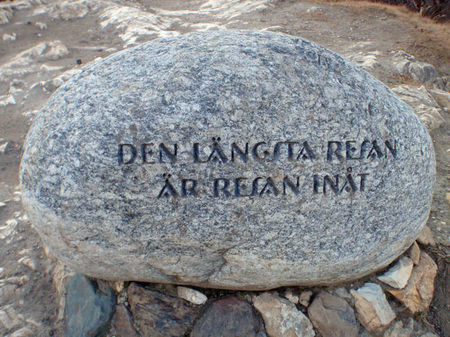 DEN LÄNGSTA RESAN
ÄR RESAN INÅT